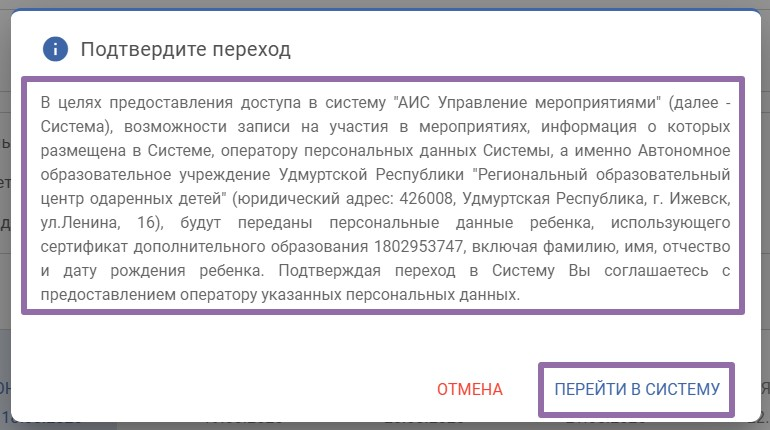 Подтвердите переход
В целях предоставления доступа в систему "АИС Управление мероприятиями" (далее -
Система), возможности записи на участия в мероприятиях, информация о которых
размещена в Системе, оператору персональных данных Системы, а именно Автономное
образовательное учреждение Удмуртской Республики "Региональный образовательный
центр одаренных детей" (юридический адрес: 426008, Удмуртская Республика, г. Ижевск,
ул.Ленина, 16), будут переданы персональные данные ребенка, использующего
сертификат дополнительного образования 1802953747, включая фамилию, имя, отчество
и дату рождения ребенка. Подтверждая переход в Систему Вы соглашаетесь с
предоставлением оператору указанных персональных данных.
ОТМЕНА ПЕРЕЙТИ В СИСТЕМУ